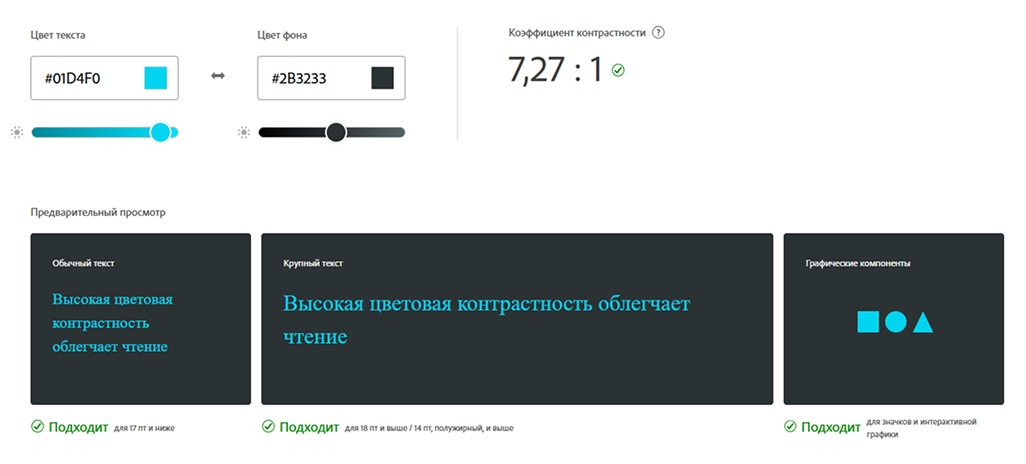 Цвет текста
Цвет фона
Коэффициент контрастности ?
#01D4F0
#2B3233
7,27 : 1
Предварительный просмотр
Обычный текст
Высокая цветовая
контрастность
облегчает чтение
Крупный текст
Высокая цветовая контрастность облегчает
чтение
Графические компоненты
Подходит для 17 пт и ниже
Подходит для 18 пт и выше / 14 пт, полужирный, и выше
Подходит для значков и интерактивной
графики